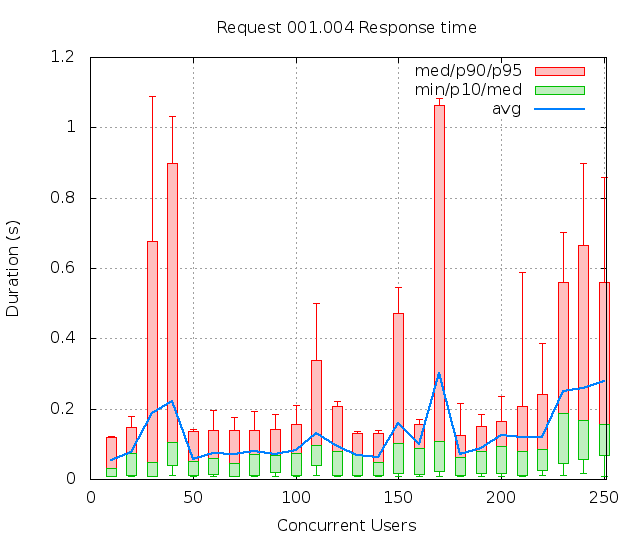 Request 001.004 Response time
med/p90/p95
min/p10/med
avg
Duration (s)
1.2
1
0.8
0.6
0.4
0.2
0
0 50 100 150 200 250
Concurrent Users